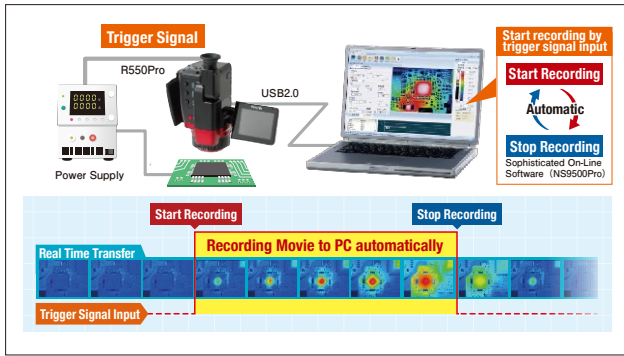 Trigger Signal
R550Pro
USB2.0
Power Supply
Start recording by
trigger signal input
Start Recording
Automatic
Stop Recording
Sophisticated On-Line
Software（NS9500Pro）
Start Recording
Stop Recording
Recording Movie to PC automatically
Real Time Transfer
Trigger Signal Input